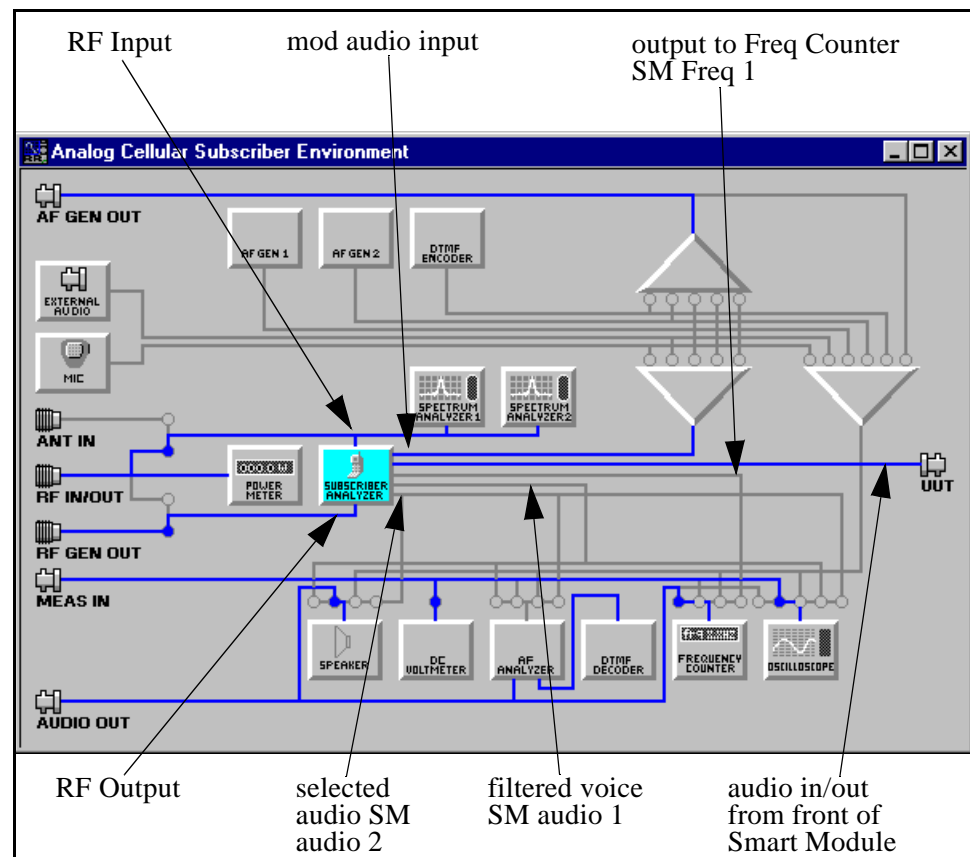 RF Input
mod audio input
output to Freq Counter
SM Freq 1
Analog Cellular Subscriber Environment
AF GEN OUT
AF GEN 1
AF GEN 2
DTMF
ENCODER
EXTERNAL
AUDIO
MIC
SPECTRUM
ANALYZER 1
SPECTRUM
ANALYZER 2
ANT IN
RF IN/OUT
POWER
METER
SUBSCRIBER
ANALYZER
UUT
RF GEN OUT
MEAS IN
SPEAKER
DC
VOLTMETER
AF
ANALYZER
DTMF
DECODER
FREQUENCY
COUNTER
OSCILLOSCOPE
AUDIO OUT
RF Output
selected
audio SM
audio 2
filtered voice
SM audio 1
audio in/out
from front of
Smart Module